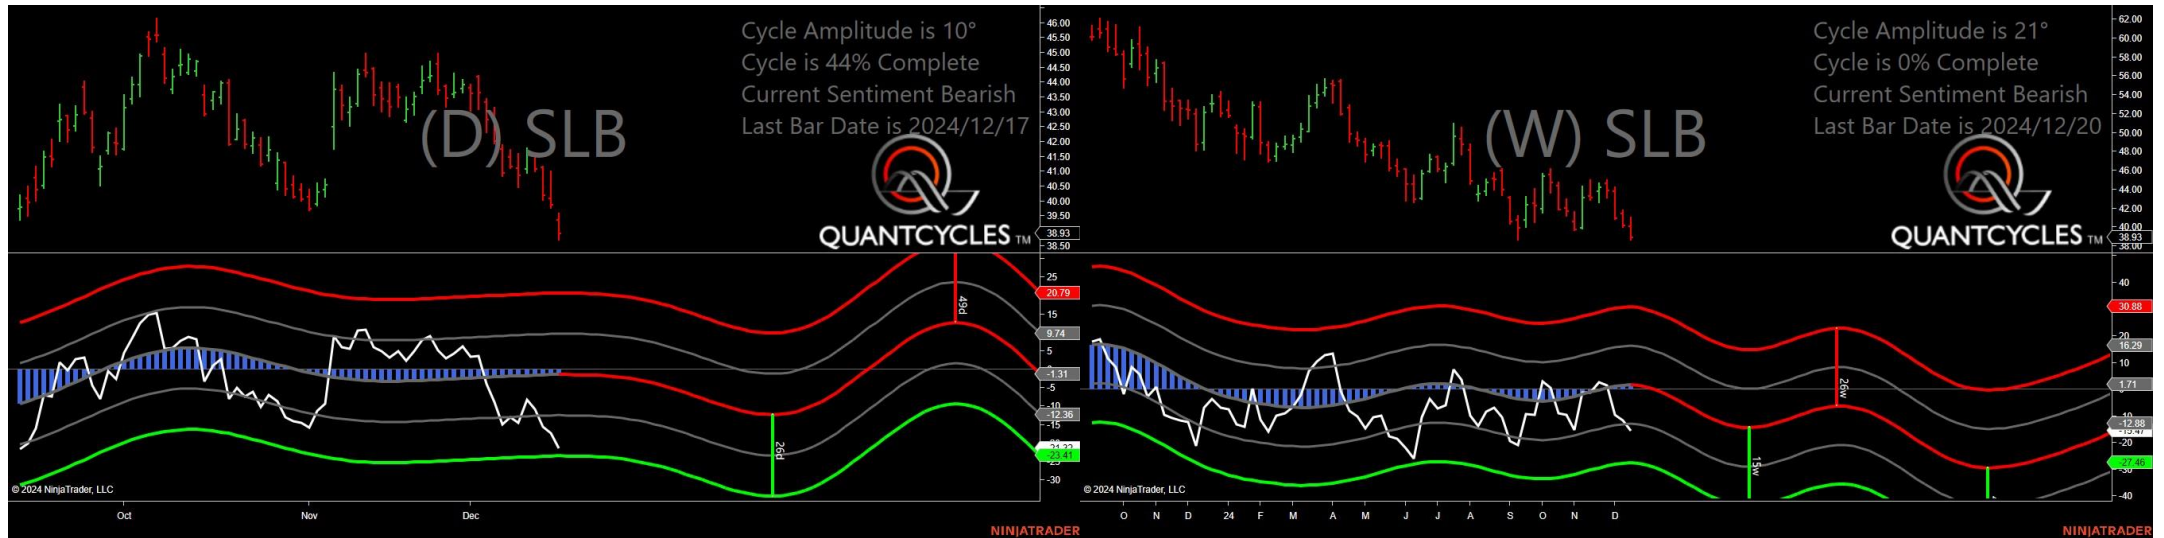 Cycle Amplitude is 10°
Cycle is 44% Complete
Current Sentiment Bearish
Last Bar Date is 2024/12/17
(D) SLB
QUANTCYCLES TM
46.00
45.50
45.00
44.50
44.00
43.50
43.00
42.50
42.00
41.50
41.00
40.50
40.00
39.50
38.93
38.50
25
20.79
15
9.74
5
-1.31
-5
-10
-12.36
-15
-23.41
-25
-30
49d
26d
© 2024 NinjaTrader, LLC
Oct
Nov
Dec
NINJATRADER
Cycle Amplitude is 21°
Cycle is 0% Complete
Current Sentiment Bearish
Last Bar Date is 2024/12/20
(W) SLB
QUANTCYCLES TM
62.00
60.00
58.00
56.00
54.00
52.00
50.00
48.00
46.00
44.00
42.00
40.00
38.93
38.00
40
30.88
20
16.29
10
1.71
-10
-12.88
-20
-27.46
-30
-40
26w
15w
© 2024 NinjaTrader, LLC
O N D 24 F M A M J J A S O N D
NINJATRADER